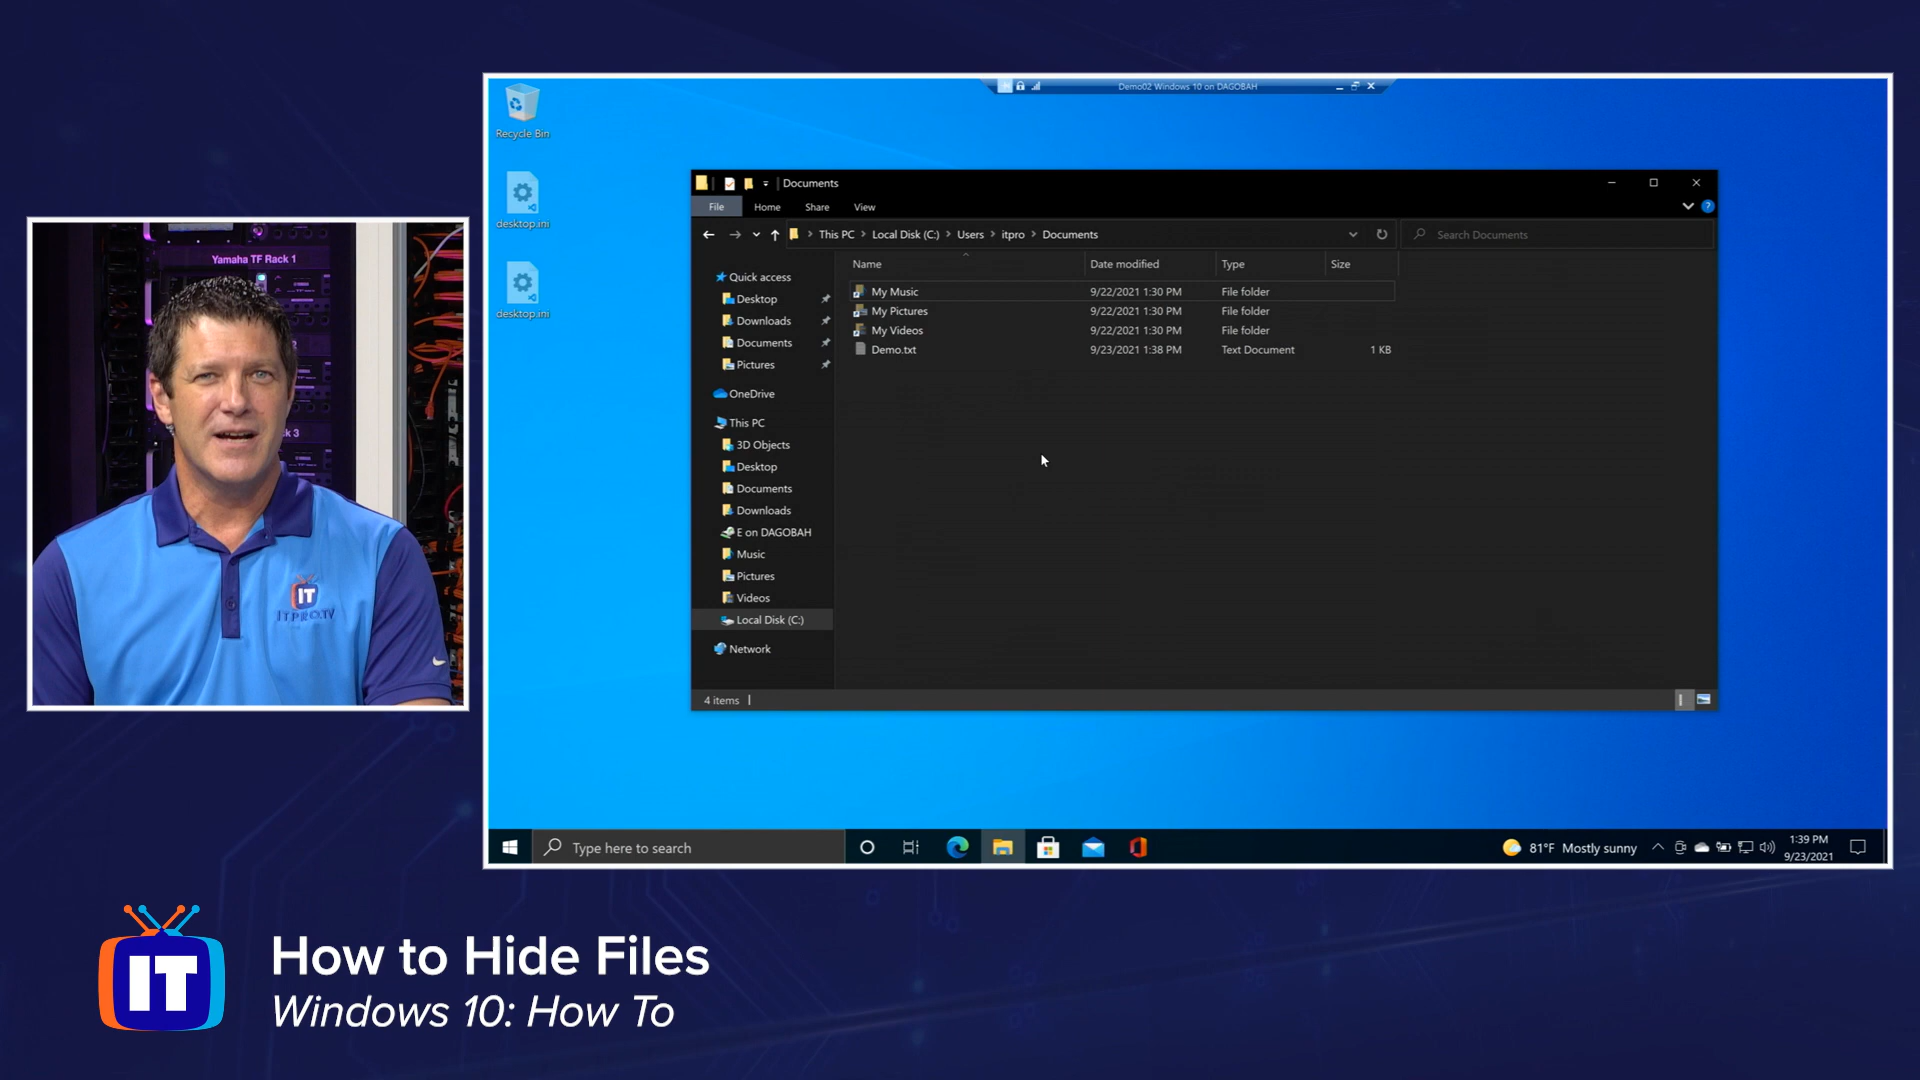 Demo02 Windows 10 on DAGOBAH
Recycle Bin
desktop.ini
desktop.ini
Documents
File Home Share View
This PC > Local Disk (C:) > Users > itpro > Documents
Search Documents
Name Date modified Type Size
My Music 9/22/2021 1:30 PM File folder
My Pictures 9/22/2021 1:30 PM File folder
My Videos 9/22/2021 1:30 PM File folder
Demo.txt 9/23/2021 1:38 PM Text Document 1 KB
Quick access
Desktop
Downloads
Documents
Pictures
OneDrive
This PC
3D Objects
Desktop
Documents
Downloads
E on DAGOBAH
Music
Pictures
Videos
Local Disk (C:)
Network
4 items
Type here to search
81°F Mostly sunny
1:39 PM
9/23/2021
Yamaha TF Rack 1
k 3
IT
ITPRO.TV
IT
How to Hide Files
Windows 10: How To